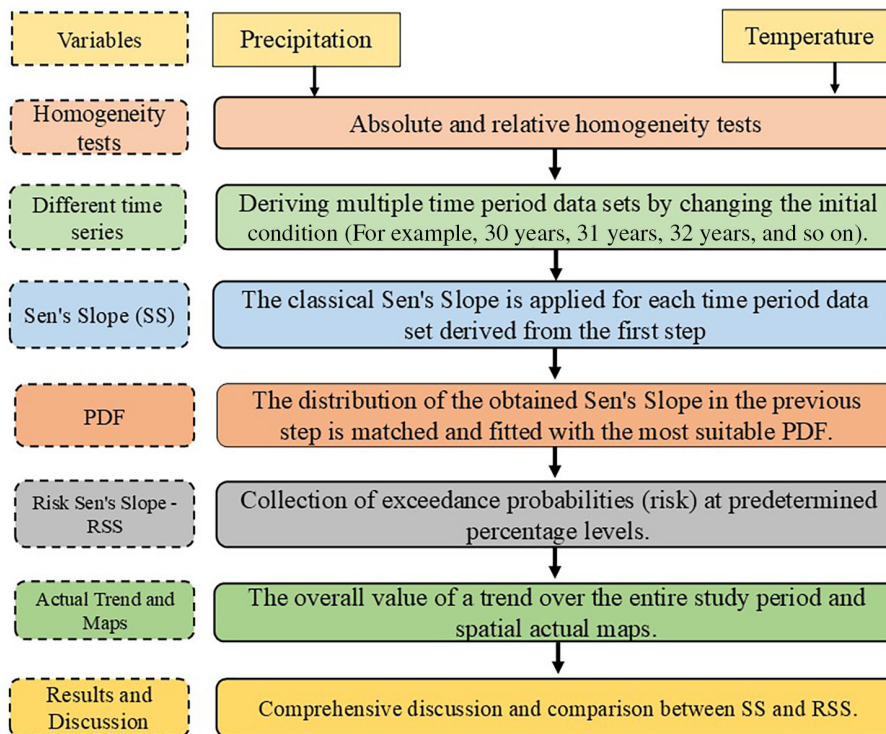 Variables
Precipitation
Temperature
Homogeneity
tests
Absolute and relative homogeneity tests
Different time
series
Deriving multiple time period data sets by changing the initial
condition (For example, 30 years, 31 years, 32 years, and so on).
Sen's Slope (SS)
The classical Sen's Slope is applied for each time period data
set derived from the first step
PDF
The distribution of the obtained Sen's Slope in the previous
step is matched and fitted with the most suitable PDF.
Risk Sen's Slope -
RSS
Collection of exceedance probabilities (risk) at predetermined
percentage levels.
Actual Trend and
Maps
The overall value of a trend over the entire study period and
spatial actual maps.
Results and
Discussion
Comprehensive discussion and comparison between SS and RSS.